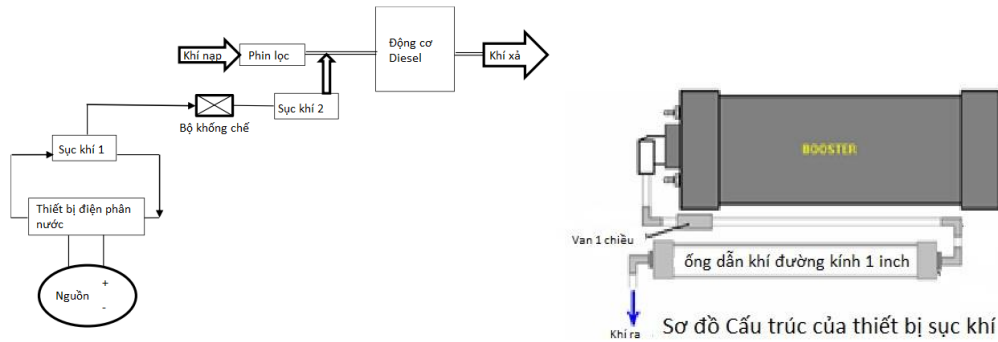 Khí nạp
Phin lọc
Động cơ
Diesel
Khí xả
Sục khí 2
Bộ khống chế
Sục khí 1
Thiết bị điện phân
nước
Nguồn
+
-
BOOSTER
Van 1 chiều
ống dẫn khí đường kính 1 inch
Khí ra
Sơ đồ Cấu trúc của thiết bị sục khí